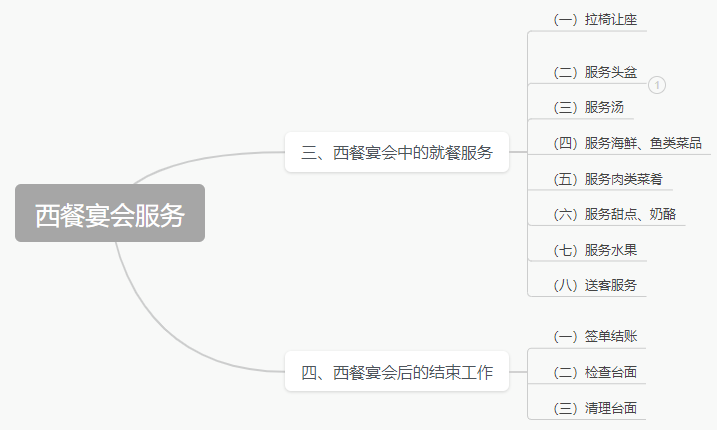 西餐宴会服务
三、西餐宴会中的就餐服务
（一）拉椅让座
（二）服务头盆
1
（三）服务汤
（四）服务海鲜、鱼类菜品
（五）服务肉类菜肴
（六）服务甜点、奶酪
（七）服务水果
（八）送客服务
四、西餐宴会后的结束工作
（一）签单结账
（二）检查台面
（三）清理台面